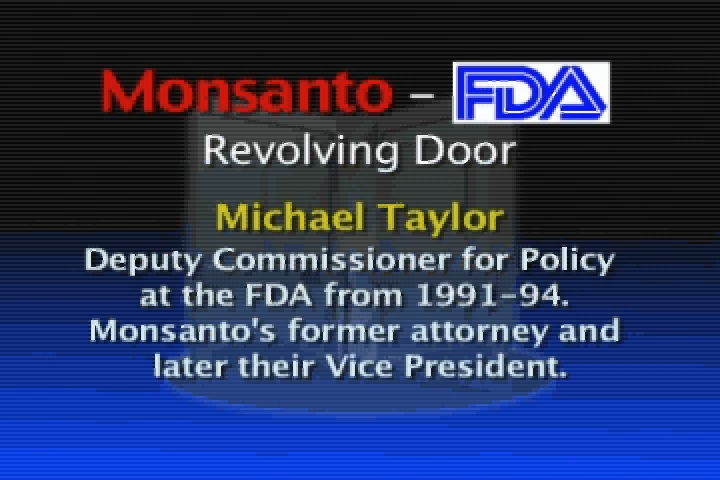 Monsanto – FDA
Revolving Door
Michael Taylor
Deputy Commissioner for Policy
at the FDA from 1991–94.
Monsanto's former attorney and
later their Vice President.